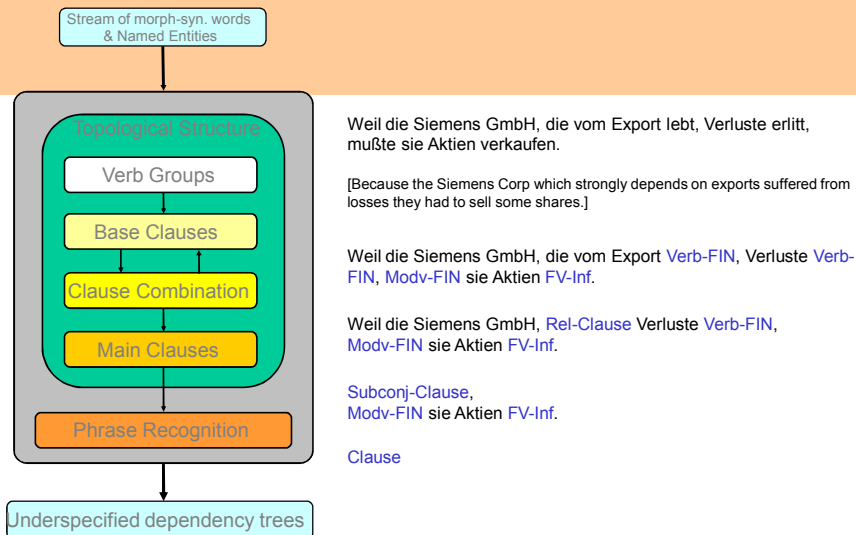 Stream of morph-syn. words
& Named Entities
Topological Structure
Verb Groups
Base Clauses
Clause Combination
Main Clauses
Phrase Recognition
Underspecified dependency trees
Weil die Siemens GmbH, die vom Export lebt, Verluste erlitt,
mußte sie Aktien verkaufen.
[Because the Siemens Corp which strongly depends on exports suffered from
losses they had to sell some shares.]
Weil die Siemens GmbH, die vom Export Verb-FIN, Verluste Verb-
FIN, Modv-FIN sie Aktien FV-Inf.
Weil die Siemens GmbH, Rel-Clause Verluste Verb-FIN,
Modv-FIN sie Aktien FV-Inf.
Subconj-Clause,
Modv-FIN sie Aktien FV-Inf.
Clause